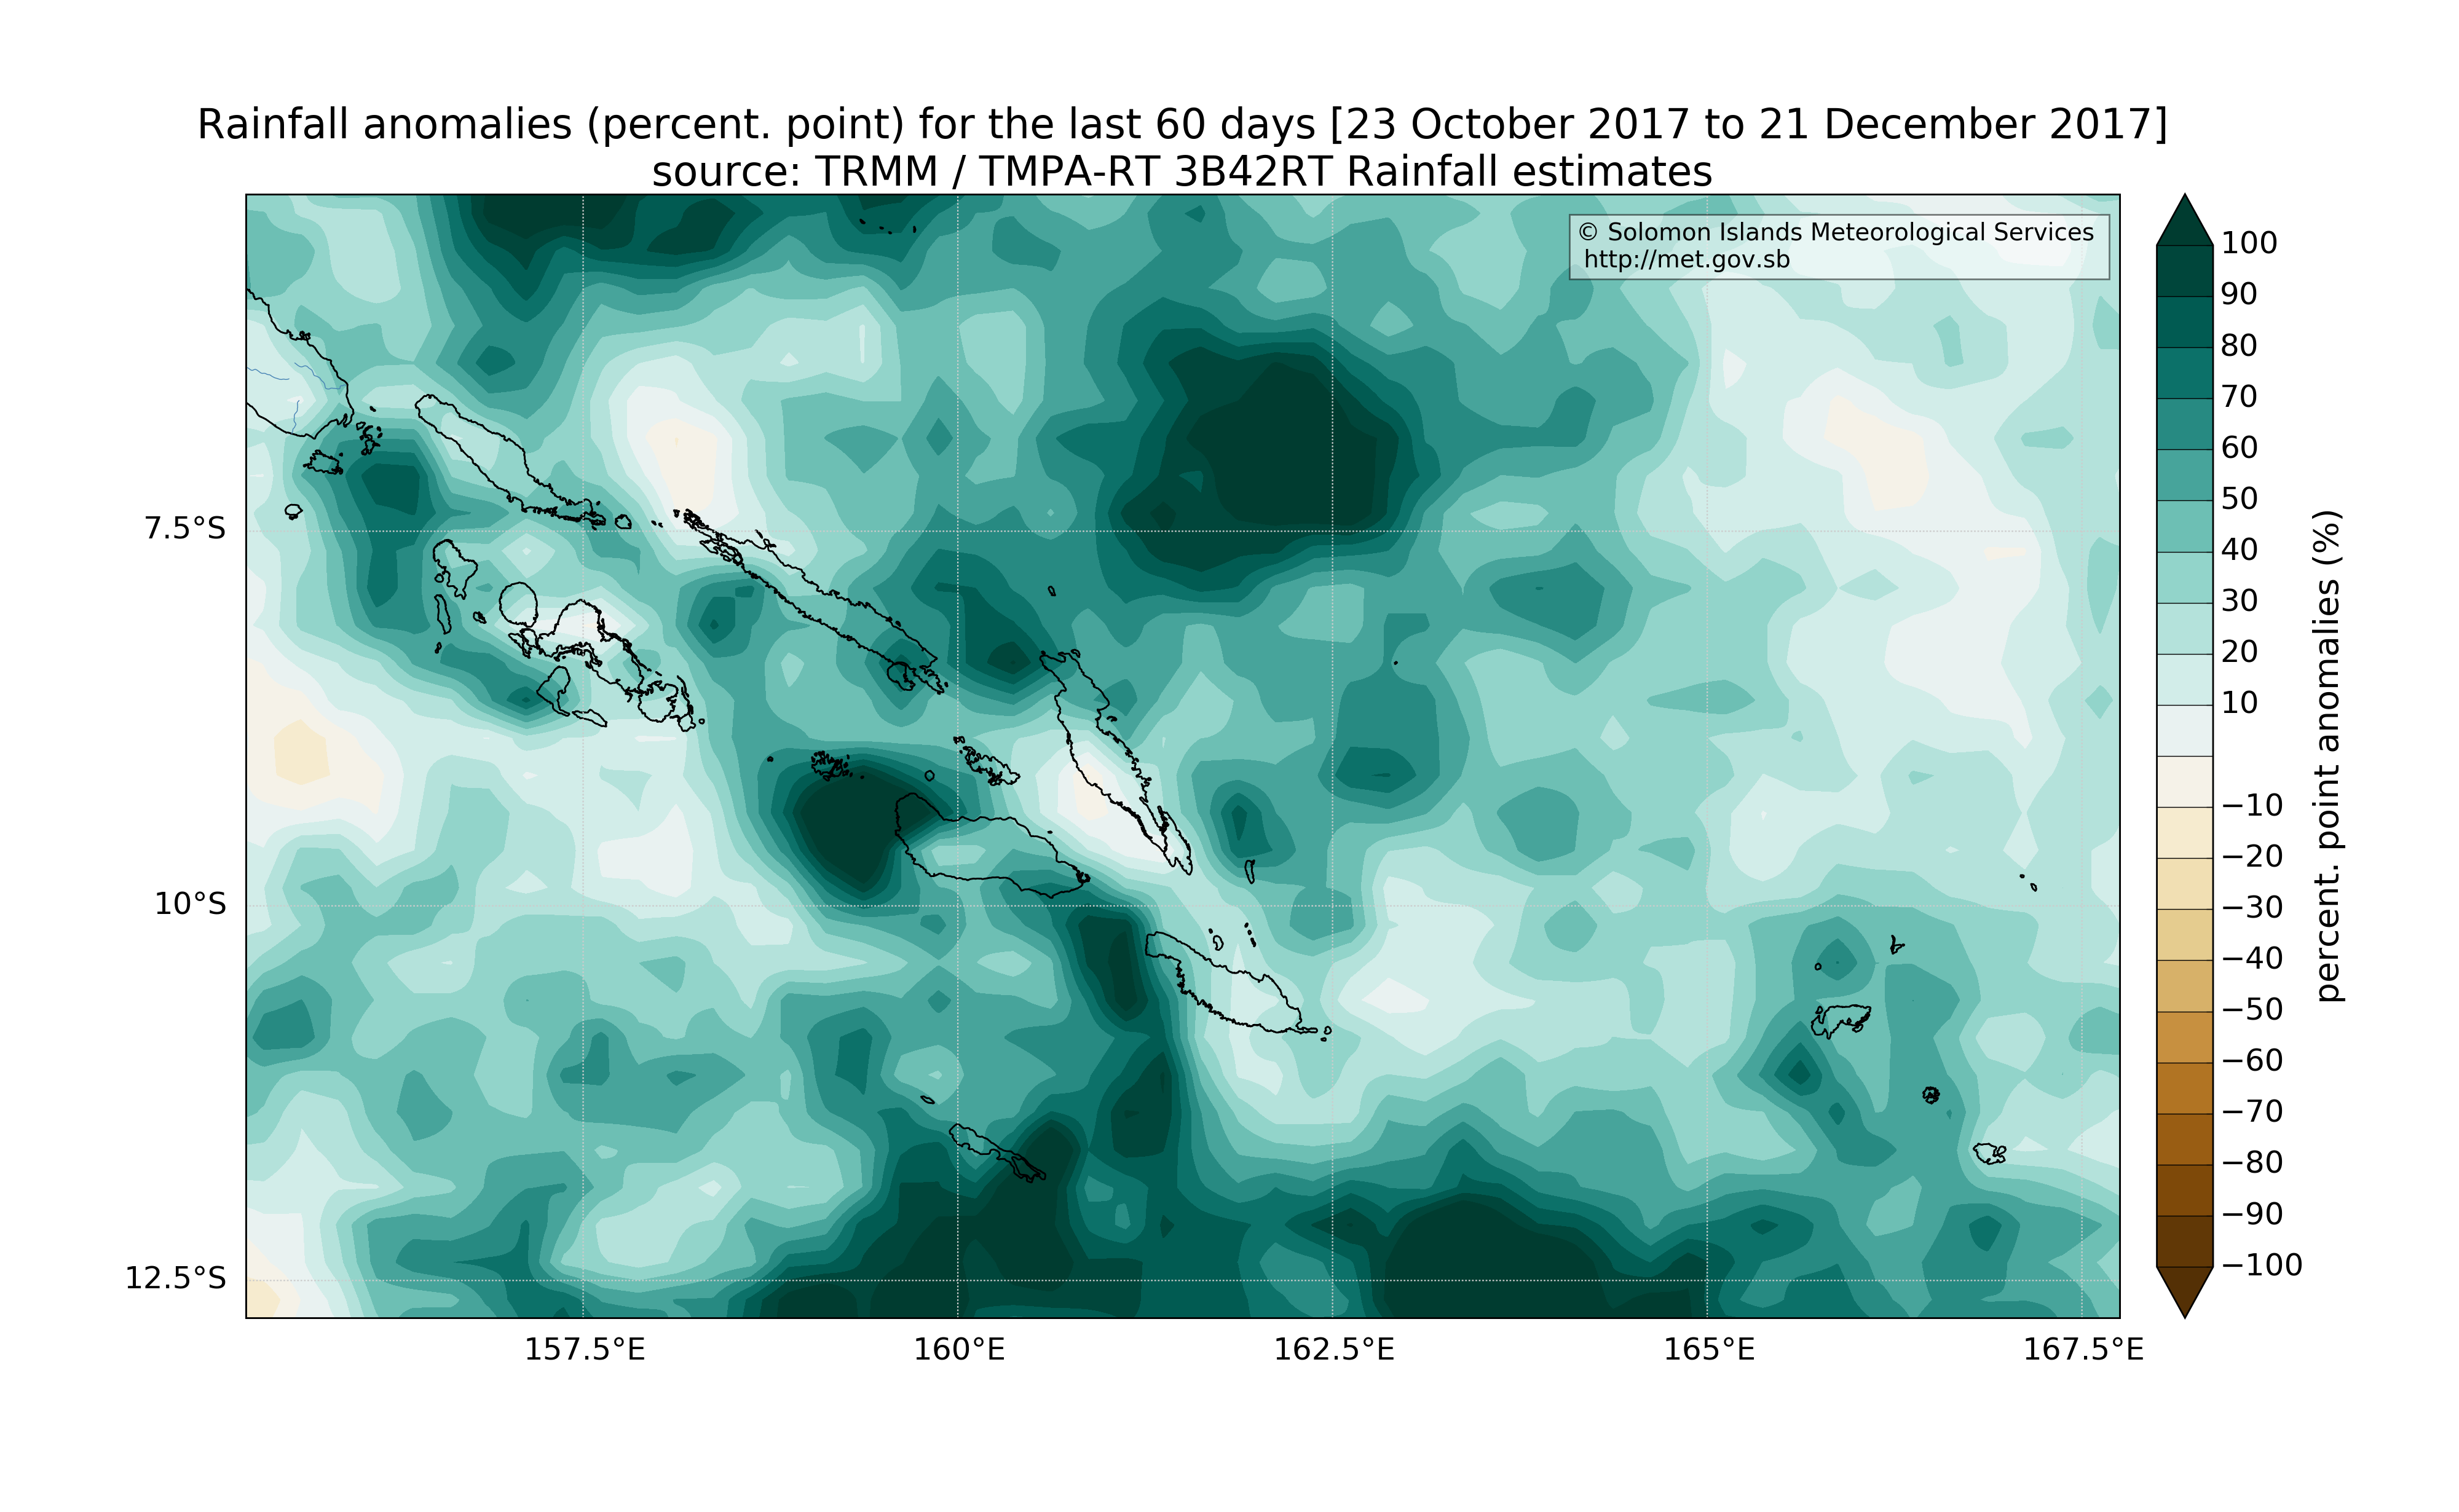 Rainfall anomalies (percent. point) for the last 60 days [23 October 2017 to 21 December 2017]
source: TRMM / TMPA-RT 3B42RT Rainfall estimates
© Solomon Islands Meteorological Services
http://met.gov.sb
7.5°S
10°S
12.5°S
157.5°E
160°E
162.5°E
165°E
167.5°E
100
90
80
70
60
50
40
30
20
10
−10
−20
−30
−40
−50
−60
−70
−80
−90
−100
percent. point anomalies (%)